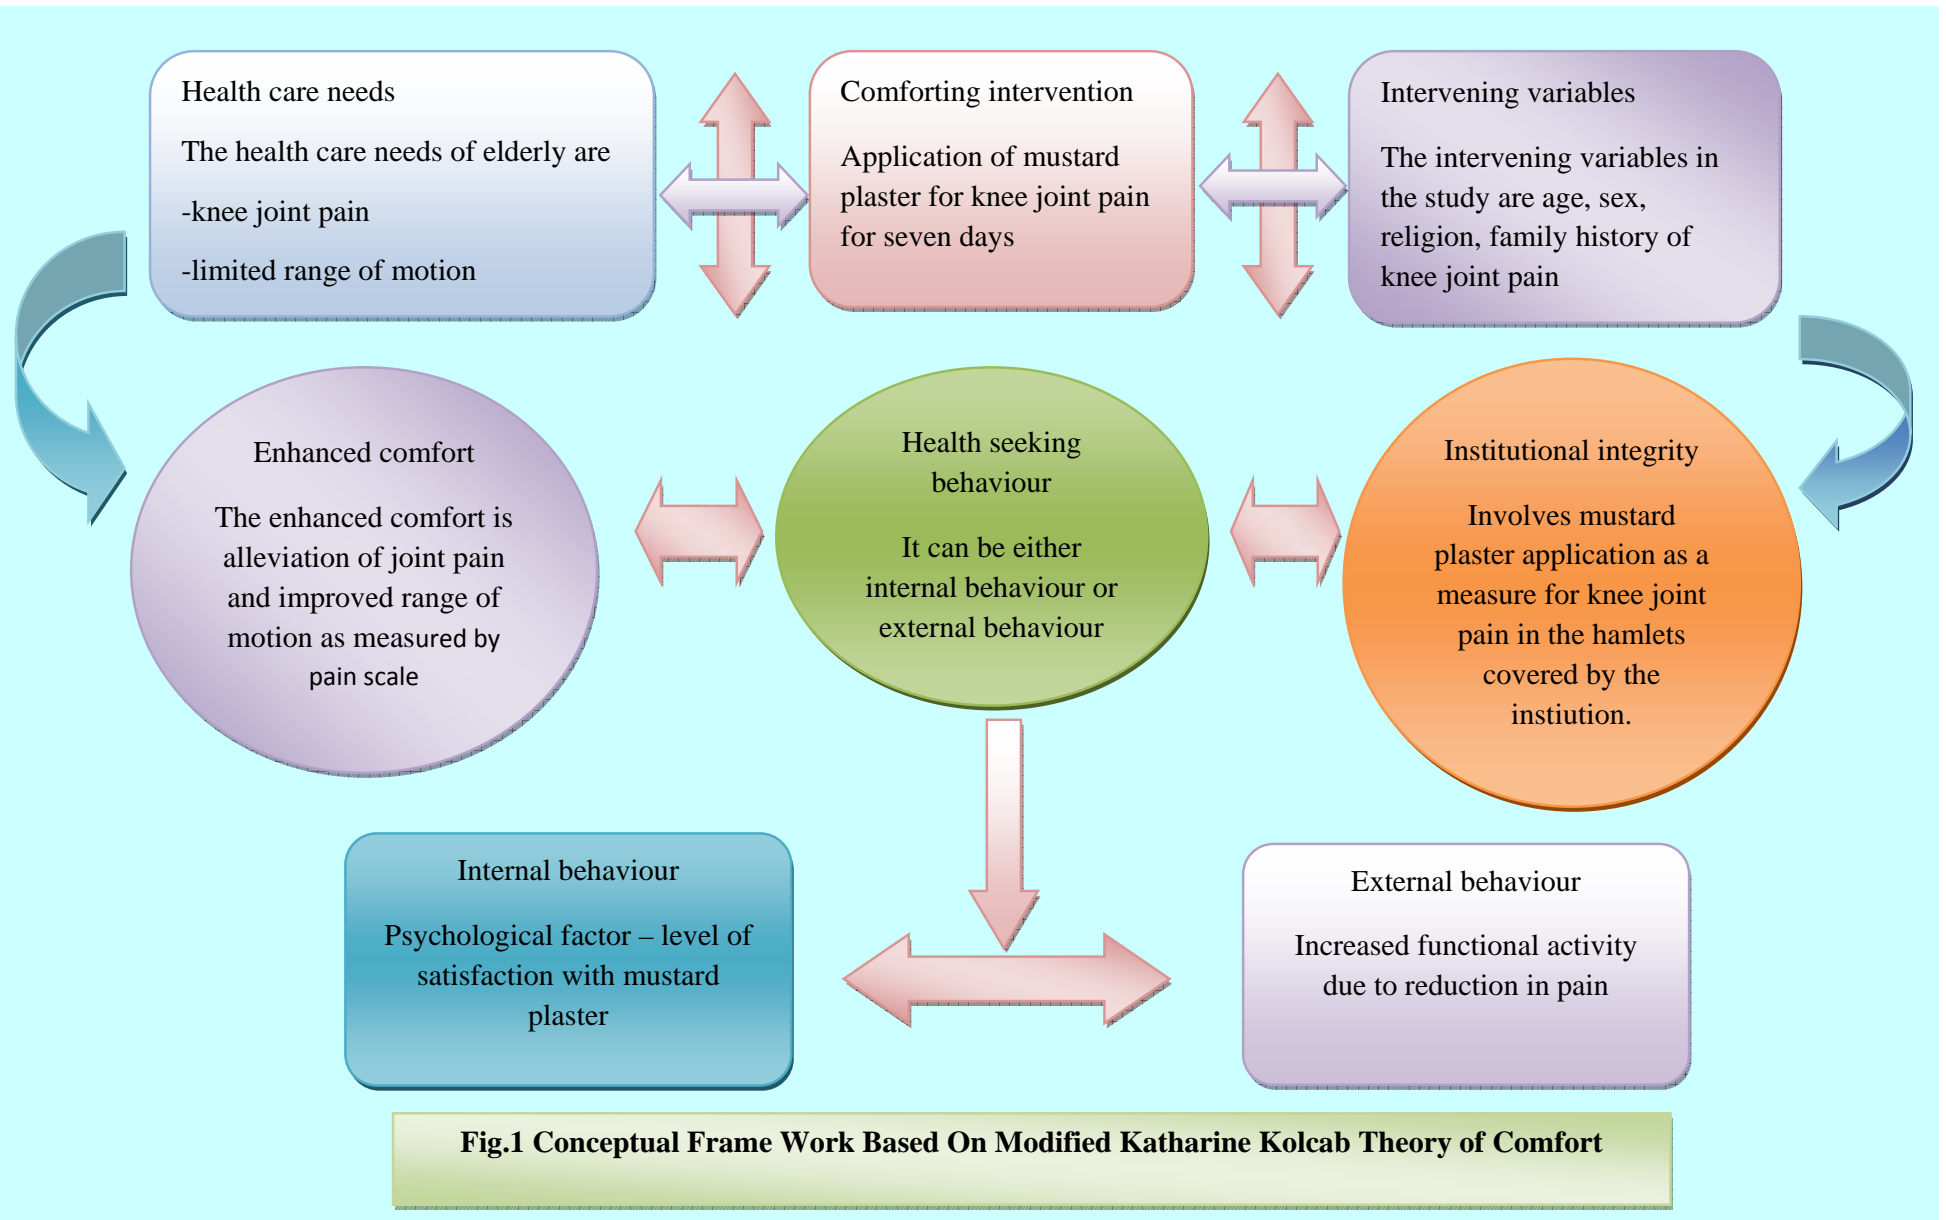 Health care needs
The health care needs of elderly are
-knee joint pain
-limited range of motion
Comforting intervention
Application of mustard
plaster for knee joint pain
for seven days
Intervening variables
The intervening variables in
the study are age, sex,
religion, family history of
knee joint pain
Enhanced comfort
The enhanced comfort is
alleviation of joint pain
and improved range of
motion as measured by
pain scale
Health seeking
behaviour
It can be either
internal behaviour or
external behaviour
Institutional integrity
Involves mustard
plaster application as a
measure for knee joint
pain in the hamlets
covered by the
instiution.
Internal behaviour
Psychological factor – level of
satisfaction with mustard
plaster
External behaviour
Increased functional activity
due to reduction in pain
Fig.1 Conceptual Frame Work Based On Modified Katharine Kolcab Theory of Comfort